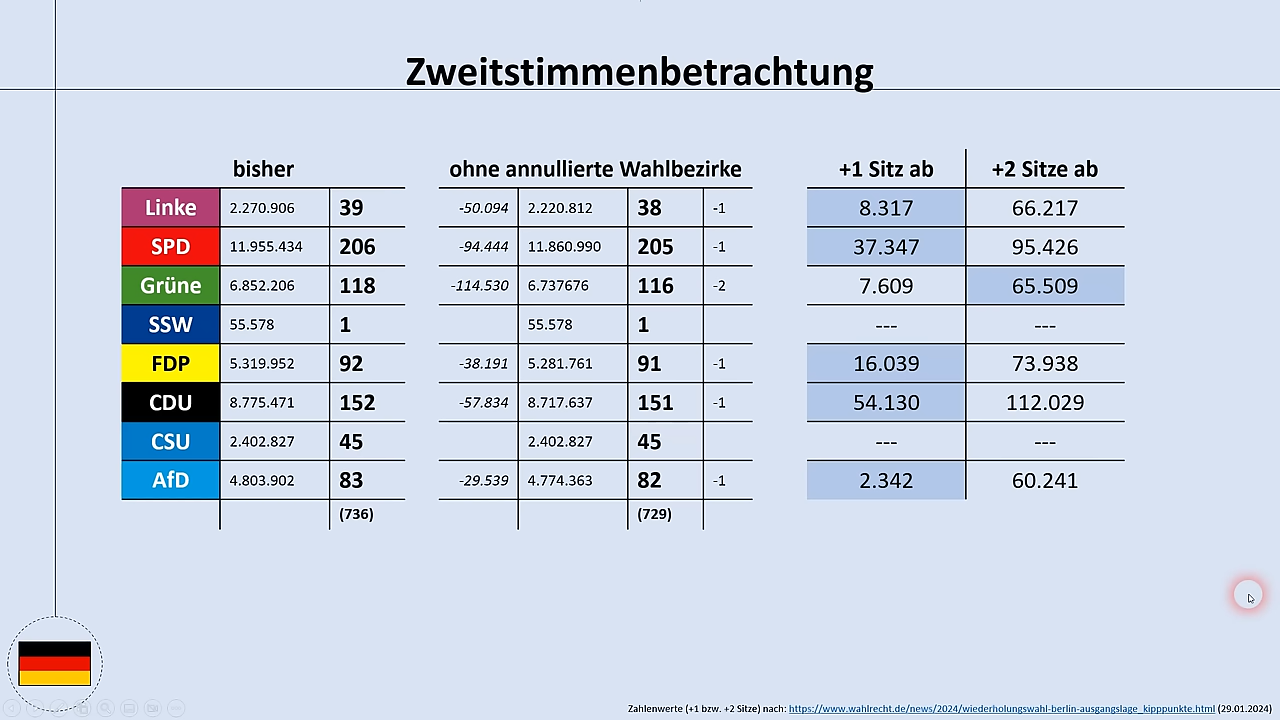 Zweitstimmenbetrachtung
bisher ohne annullierte Wahlbezirke +1 Sitz ab +2 Sitze ab
Linke 2.270.906 39 -50.094 2.220.812 38 -1 8.317 66.217
SPD 11.955.434 206 -94.444 11.860.990 205 -1 37.347 95.426
Grüne 6.852.206 118 -114.530 6.737676 116 -2 7.609 65.509
SSW 55.578 1 55.578 1 --- ---
FDP 5.319.952 92 -38.191 5.281.761 91 -1 16.039 73.938
CDU 8.775.471 152 -57.834 8.717.637 151 -1 54.130 112.029
CSU 2.402.827 45 2.402.827 45 --- ---
AfD 4.803.902 83 -29.539 4.774.363 82 -1 2.342 60.241
(736) (729)
Zahlenwerte (+1 bzw. +2 Sitze) nach: https://www.wahlrecht.de/news/2024/wiederholungswahl-berlin-ausgangslage_kipppunkte.html (29.01.2024)